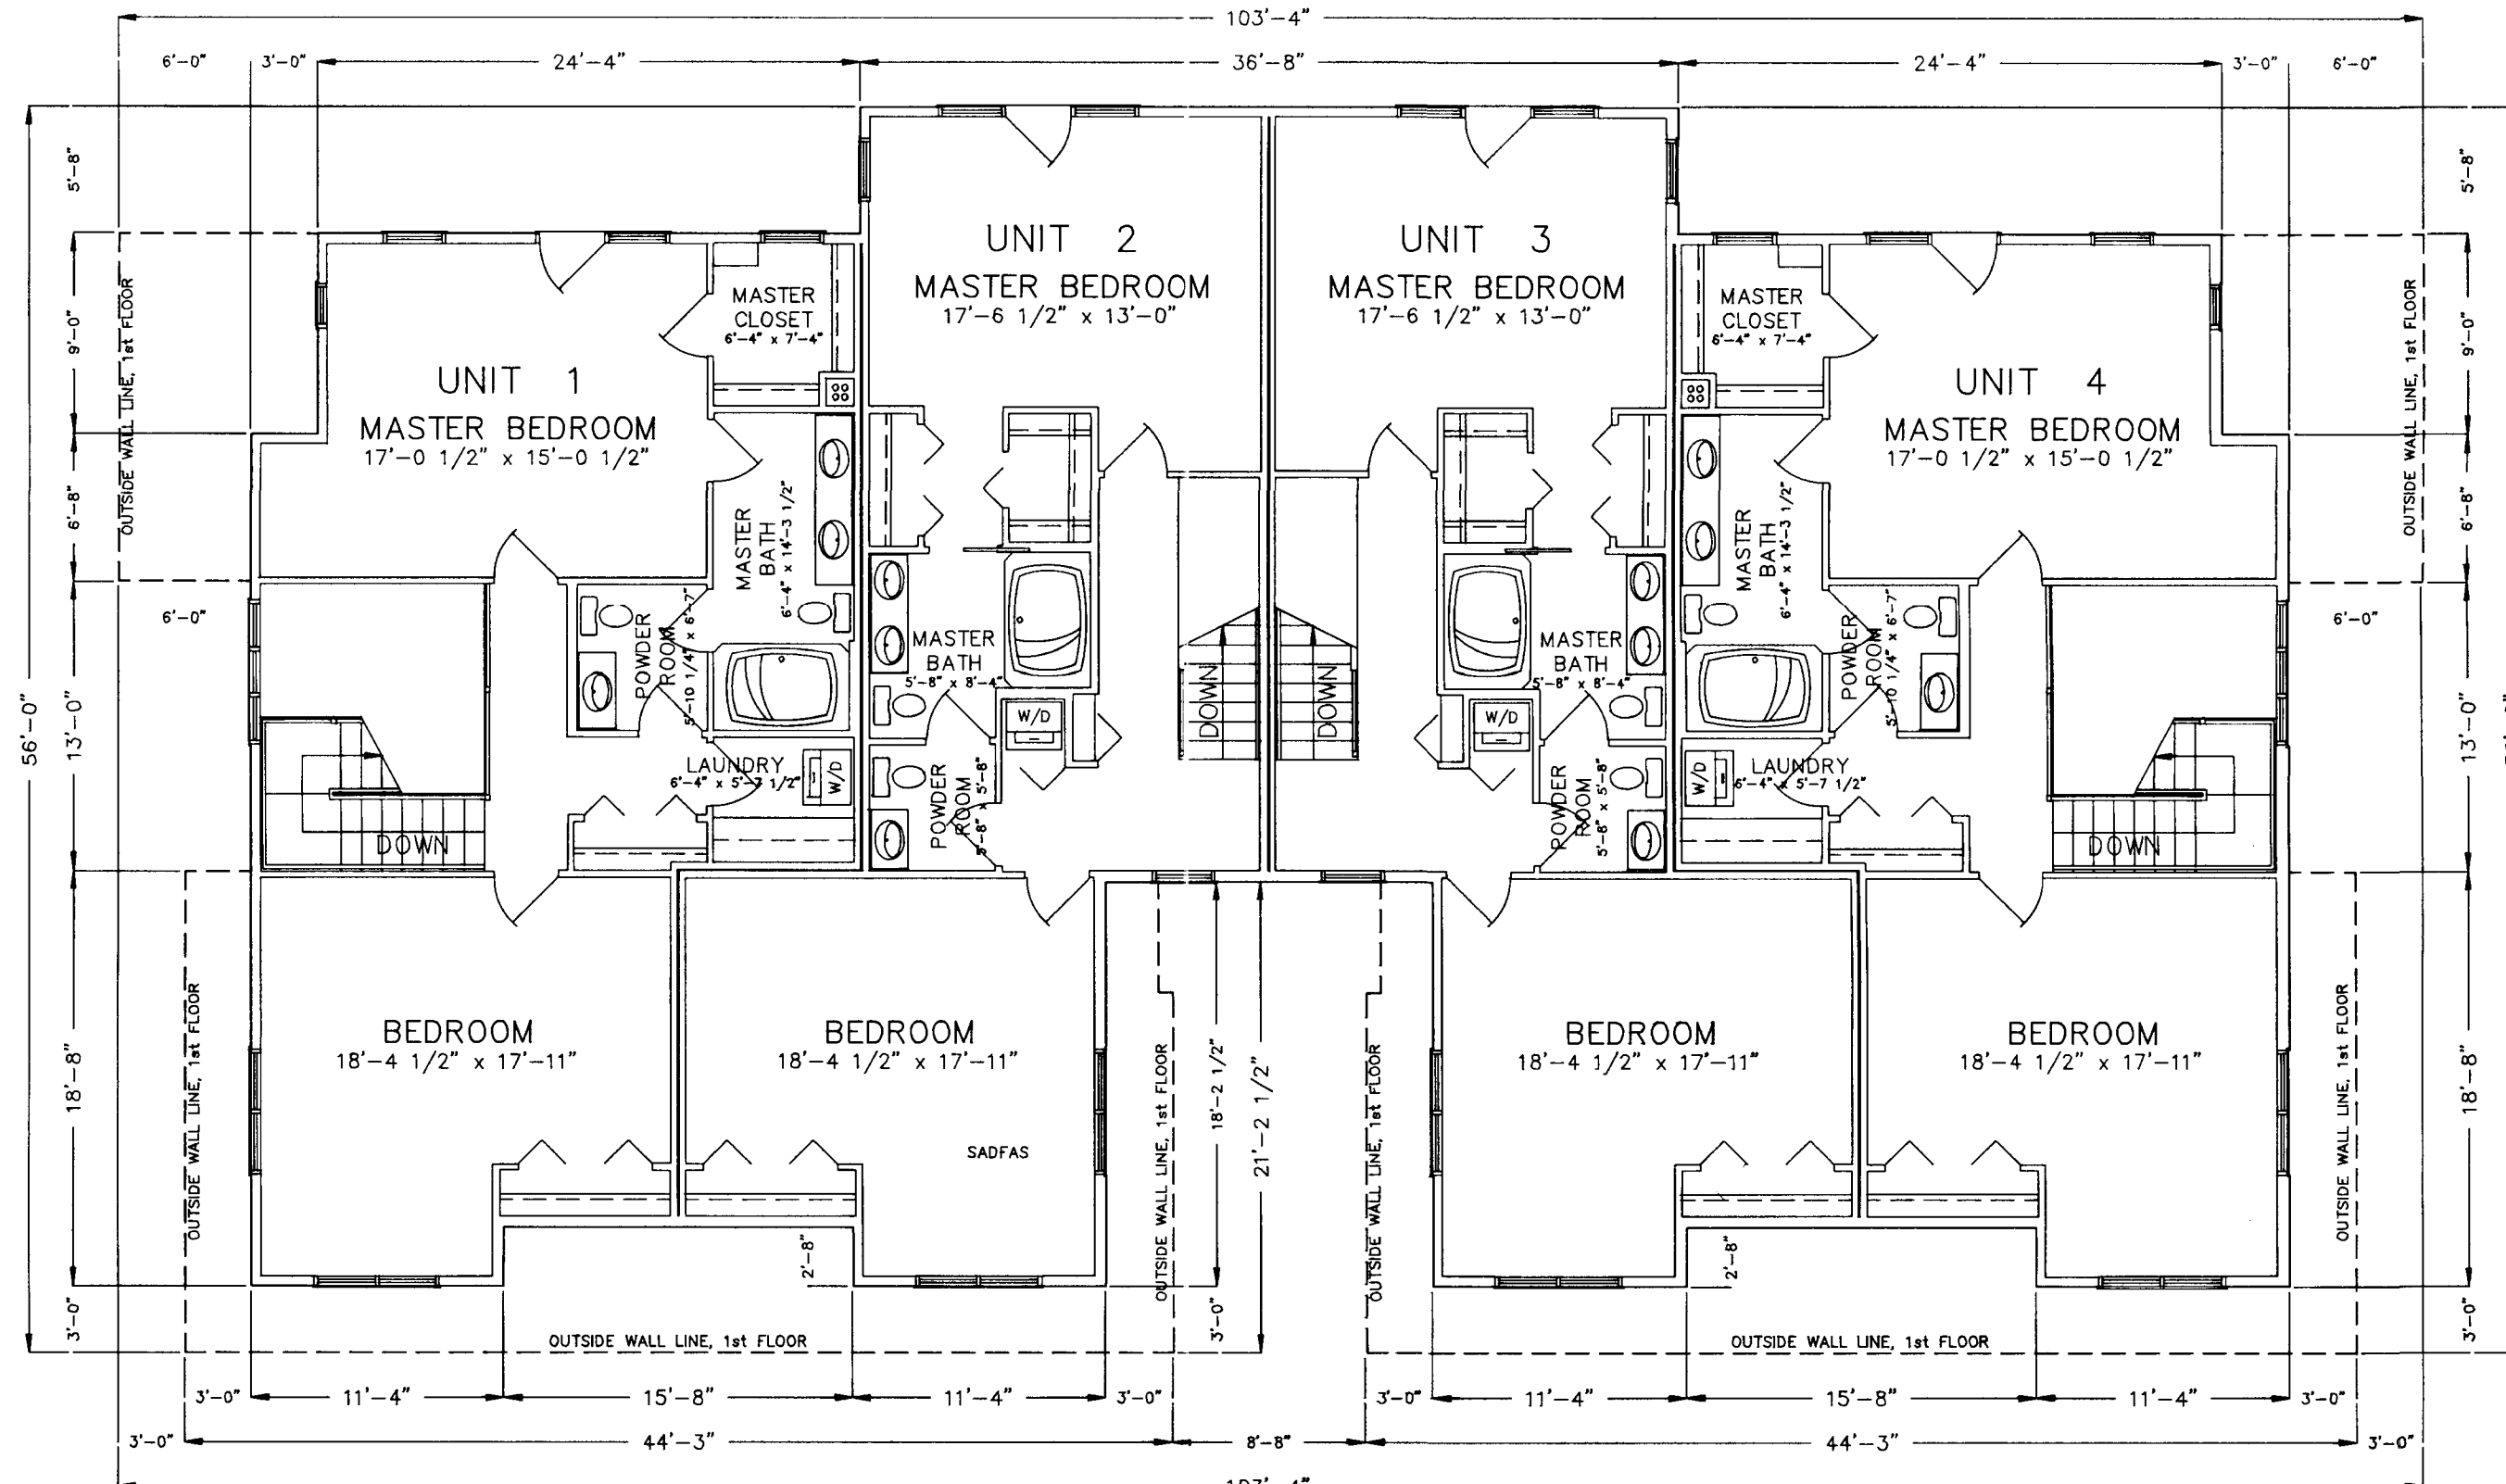 103'-4"
6'-0" 3'-0" 24'-4" 36'-8" 24'-4" 3'-0" 6'-0"
5'-8"
5'-8"
UNIT 2
MASTER BEDROOM
17'-6 1/2" x 13'-0"
UNIT 3
MASTER BEDROOM
17'-6 1/2" x 13'-0"
MASTER
CLOSET
6'-4" x 7'-4"
MASTER
CLOSET
6'-4" x 7'-4"
9'-0"
OUTSIDE WALL LINE, 1st FLOOR
OUTSIDE WALL LINE, 1st FLOOR
9'-0"
UNIT 1
MASTER BEDROOM
17'-0 1/2" x 15'-0 1/2"
UNIT 4
MASTER BEDROOM
17'-0 1/2" x 15'-0 1/2"
6'-8"
6'-8"
MASTER
BATH
6'-4" x 14'-3 1/2"
MASTER
BATH
6'-4" x 14'-3 1/2"
6'-0"
6'-0"
POWDER
ROOM
5'-10 1/4" x 6'-7"
MASTER
BATH
5'-8" x 8'-4"
MASTER
BATH
5'-8" x 8'-4"
POWDER
ROOM
5'-10 1/4" x 6'-7"
56'-0"
13'-0"
13'-0"
DOWN
DOWN
W/D
W/D
LAUNDRY
6'-4" x 5'-7 1/2"
W/D
POWDER
ROOM
5'-8" x 5'-8"
POWDER
ROOM
5'-8" x 5'-8"
W/D
LAUNDRY
6'-4" x 5'-7 1/2"
DOWN
DOWN
BEDROOM
18'-4 1/2" x 17'-11"
BEDROOM
18'-4 1/2" x 17'-11"
BEDROOM
18'-4 1/2" x 17'-11"
BEDROOM
18'-4 1/2" x 17'-11"
18'-8"
OUTSIDE WALL LINE, 1st FLOOR
SADFAS
OUTSIDE WALL LINE, 1st FLOOR
18'-2 1/2"
21'-2 1/2"
OUTSIDE WALL LINE, 1st FLOOR
OUTSIDE WALL LINE, 1st FLOOR
18'-8"
2'-8"
2'-8"
3'-0"
3'-0"
3'-0"
OUTSIDE WALL LINE, 1st FLOOR
OUTSIDE WALL LINE, 1st FLOOR
3'-0" 11'-4" 15'-8" 11'-4" 3'-0" 3'-0" 11'-4" 15'-8" 11'-4" 3'-0"
3'-0" 44'-3" 8'-8" 44'-3" 3'-0"